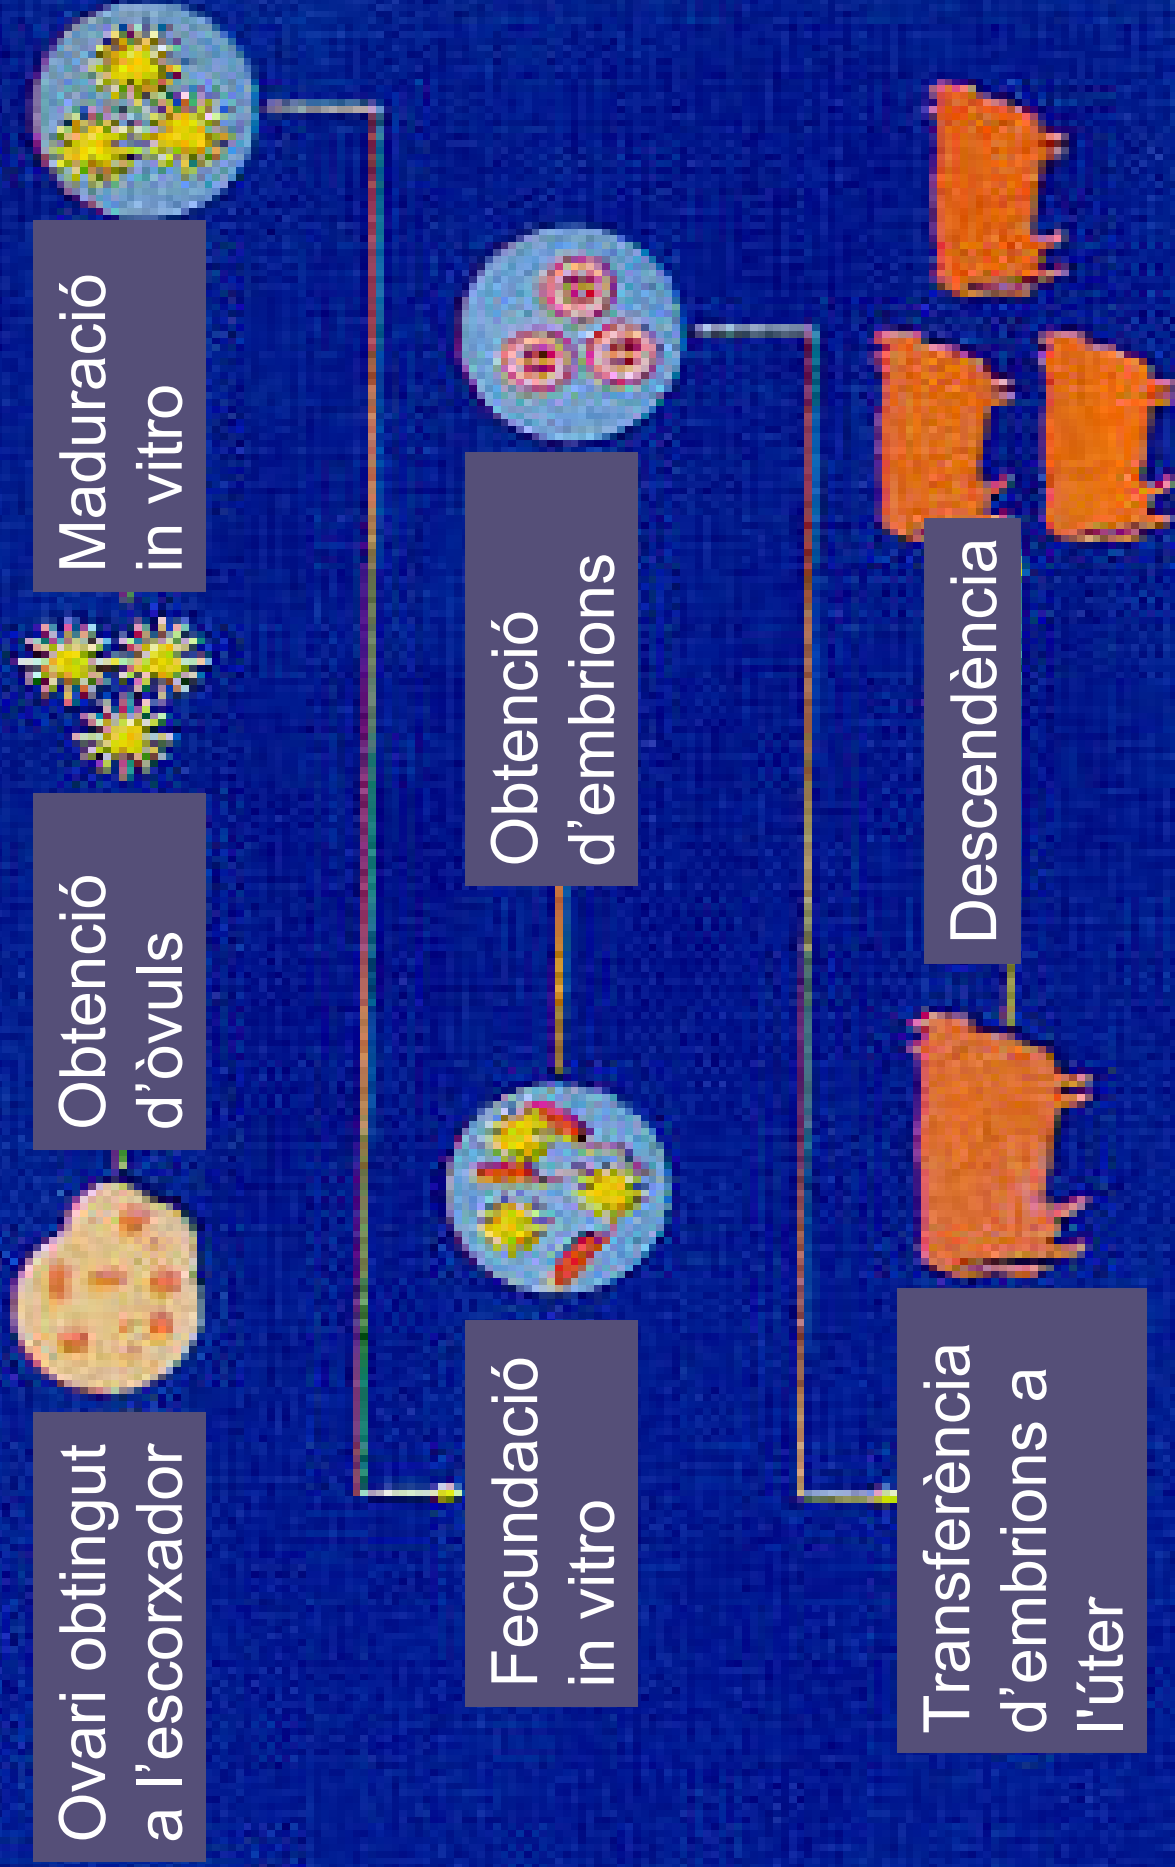 Ovari obtingut
a l’escorxador
Obtenció
d’òvuls
Maduració
in vitro
Fecundació
in vitro
Obtenció
d’embrions
Transferència
d’embrions a
l'úter
Descendència